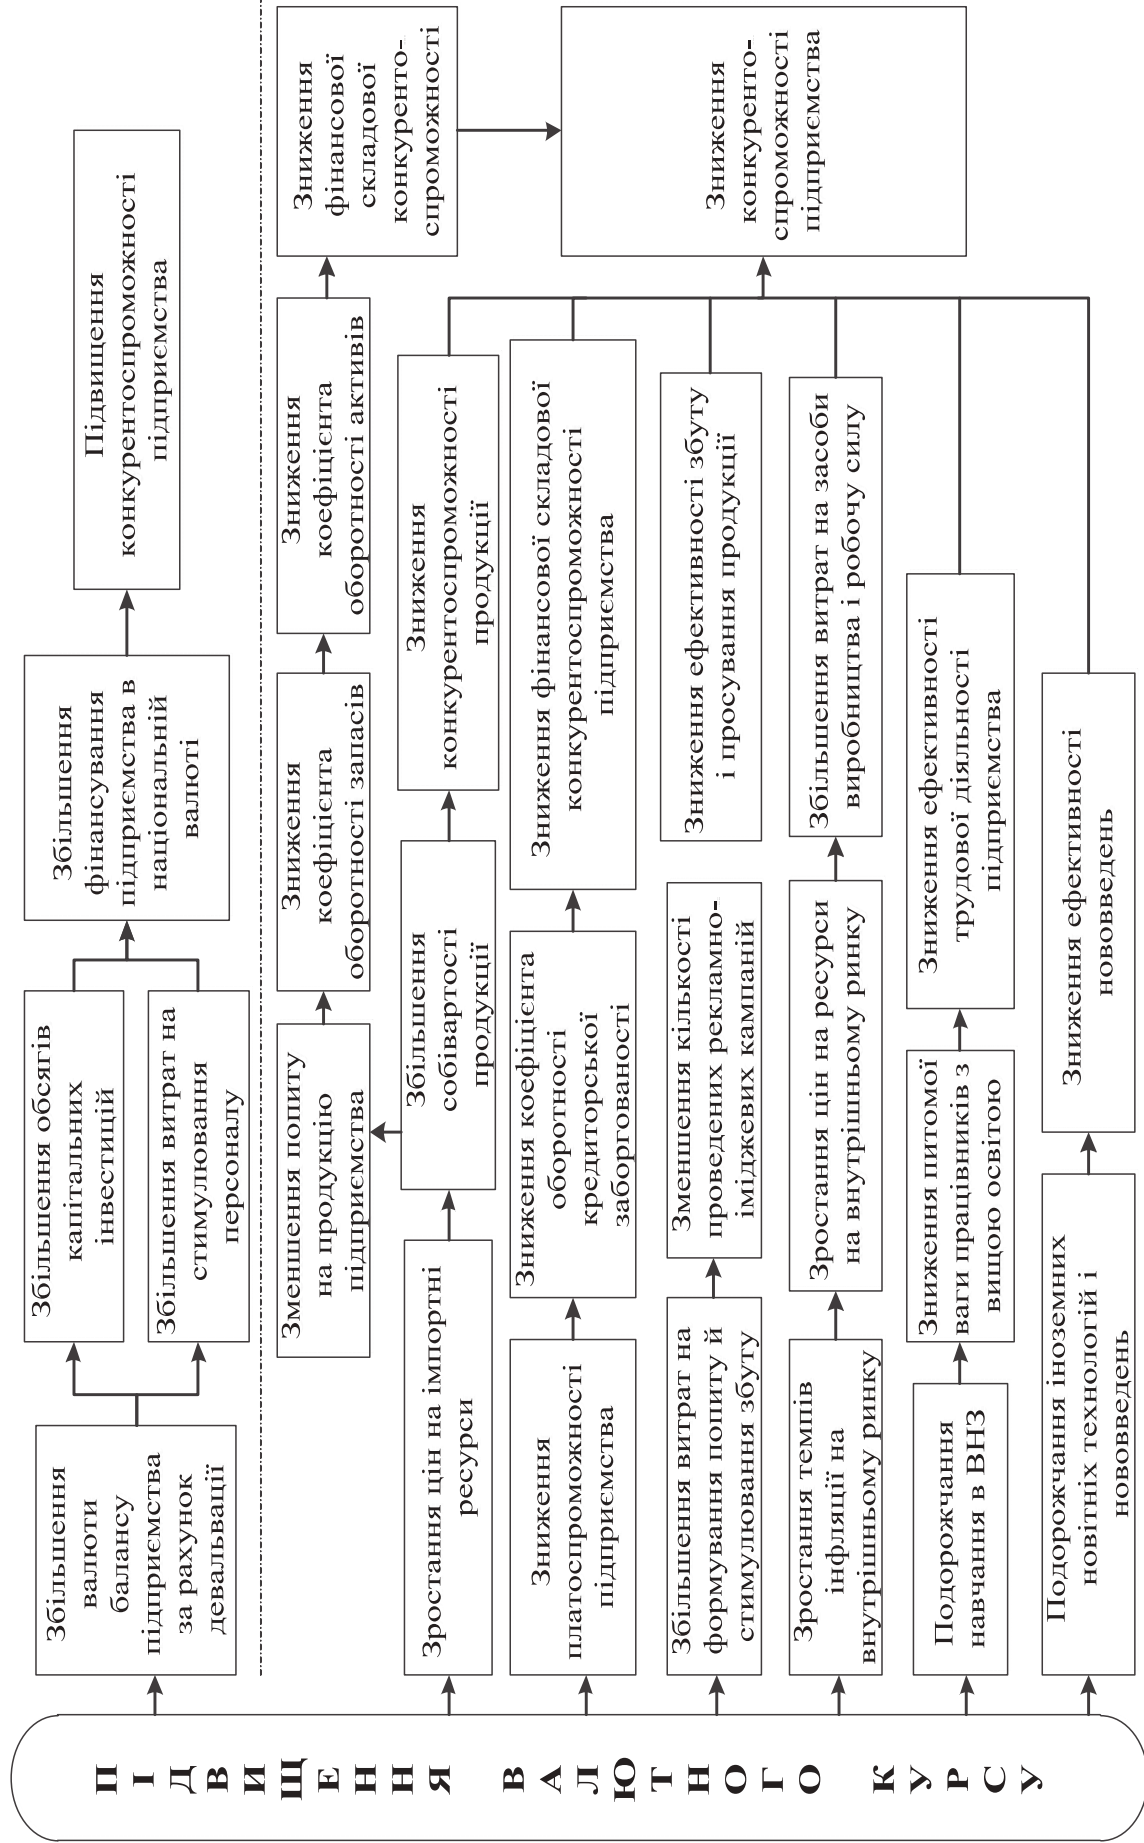 ПІДВИЩЕННЯ ВАЛЮТНОГО КУРСУ
Збільшення
валюти
балансу
підприємства
за рахунок
девальвації
Збільшення обсягів
капітальних
інвестицій
Збільшення витрат на
стимулювання
персоналу
Збільшення
фінансування
підприємства в
національній
валюті
Підвищення
конкурентоспроможності
підприємства
Зменшення попиту
на продукцію
підприємства
Зниження
коефіцієнта
оборотності запасів
Зниження
коефіцієнта
оборотності активів
Зниження
фінансової
складової
конкуренто-
спроможності
Зростання цін на імпортні
ресурси
Збільшення
собівартості
продукції
Зниження
конкурентоспроможності
продукції
Зниження
платоспроможності
підприємства
Зниження коефіцієнта
оборотності
кредиторської
заборгованості
Зниження фінансової складової
конкурентоспроможності
підприємства
Зниження
конкуренто-
спроможності
підприємства
Збільшення витрат на
формування попиту й
стимулювання збуту
Зменшення кількості
проведених рекламно-
іміджевих кампаній
Зниження ефективності збуту
і просування продукції
Зростання темпів
інфляції на
внутрішньому ринку
Зростання цін на ресурси
на внутрішньому ринку
Збільшення витрат на засоби
виробництва і робочу силу
Подорожчання
навчання в ВНЗ
Зниження питомої
ваги працівників з
вищою освітою
Зниження ефективності
трудової діяльності
підприємства
Подорожчання іноземних
новітніх технологій і
нововведень
Зниження ефективності
нововведень